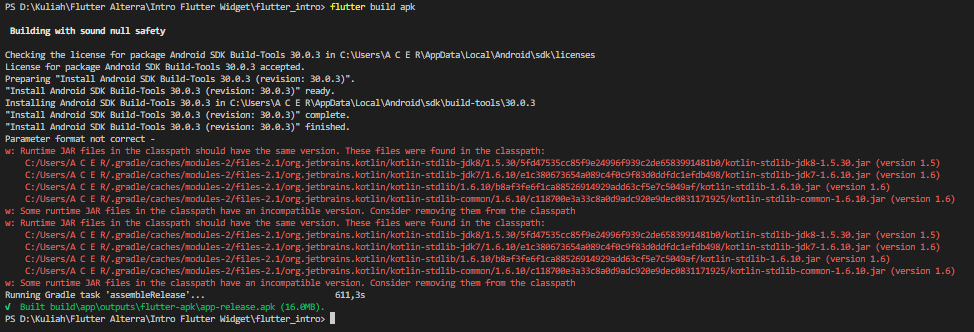 PS D:\Kuliah\Flutter Alterra\Intro Flutter Widget\flutter_intro> flutter build apk
Building with sound null safety
Checking the license for package Android SDK Build-Tools 30.0.3 in C:\Users\A C E R\AppData\Local\Android\sdk\licenses
License for package Android SDK Build-Tools 30.0.3 accepted.
Preparing "Install Android SDK Build-Tools 30.0.3 (revision: 30.0.3)".
"Install Android SDK Build-Tools 30.0.3 (revision: 30.0.3)" ready.
Installing Android SDK Build-Tools 30.0.3 in C:\Users\A C E R\AppData\Local\Android\sdk\build-tools\30.0.3
"Install Android SDK Build-Tools 30.0.3 (revision: 30.0.3)" complete.
"Install Android SDK Build-Tools 30.0.3 (revision: 30.0.3)" finished.
Parameter format not correct -
w: Runtime JAR files in the classpath should have the same version. These files were found in the classpath:
C:/Users/A C E R/.gradle/caches/modules-2/files-2.1/org.jetbrains.kotlin/kotlin-stdlib-jdk8/1.5.30/5fd47535cc85f9e24996f939c2de6583991481b0/kotlin-stdlib-jdk8-1.5.30.jar (version 1.5)
C:/Users/A C E R/.gradle/caches/modules-2/files-2.1/org.jetbrains.kotlin/kotlin-stdlib-jdk7/1.6.10/e1c380673654a089c4f0c9f83d0ddfdc1efdb498/kotlin-stdlib-jdk7-1.6.10.jar (version 1.6)
C:/Users/A C E R/.gradle/caches/modules-2/files-2.1/org.jetbrains.kotlin/kotlin-stdlib/1.6.10/b8af3fe6f1ca88526914929add63cf5e7c5049af/kotlin-stdlib-1.6.10.jar (version 1.6)
C:/Users/A C E R/.gradle/caches/modules-2/files-2.1/org.jetbrains.kotlin/kotlin-stdlib-common/1.6.10/c118700e3a33c8a0d9adc920e9dec0831171925/kotlin-stdlib-common-1.6.10.jar (version 1.6)
w: Some runtime JAR files in the classpath have an incompatible version. Consider removing them from the classpath
w: Runtime JAR files in the classpath should have the same version. These files were found in the classpath:
C:/Users/A C E R/.gradle/caches/modules-2/files-2.1/org.jetbrains.kotlin/kotlin-stdlib-jdk8/1.5.30/5fd47535cc85f9e24996f939c2de6583991481b0/kotlin-stdlib-jdk8-1.5.30.jar (version 1.5)
C:/Users/A C E R/.gradle/caches/modules-2/files-2.1/org.jetbrains.kotlin/kotlin-stdlib-jdk7/1.6.10/e1c380673654a089c4f0c9f83d0ddfdc1efdb498/kotlin-stdlib-jdk7-1.6.10.jar (version 1.6)
C:/Users/A C E R/.gradle/caches/modules-2/files-2.1/org.jetbrains.kotlin/kotlin-stdlib/1.6.10/b8af3fe6f1ca88526914929add63cf5e7c5049af/kotlin-stdlib-1.6.10.jar (version 1.6)
C:/Users/A C E R/.gradle/caches/modules-2/files-2.1/org.jetbrains.kotlin/kotlin-stdlib-common/1.6.10/c118700e3a33c8a0d9adc920e9dec0831171925/kotlin-stdlib-common-1.6.10.jar (version 1.6)
w: Some runtime JAR files in the classpath have an incompatible version. Consider removing them from the classpath
Running Gradle task 'assembleRelease'... 611,3s
√ Built build\app\outputs\flutter-apk\app-release.apk (16.0MB).
PS D:\Kuliah\Flutter Alterra\Intro Flutter Widget\flutter_intro>